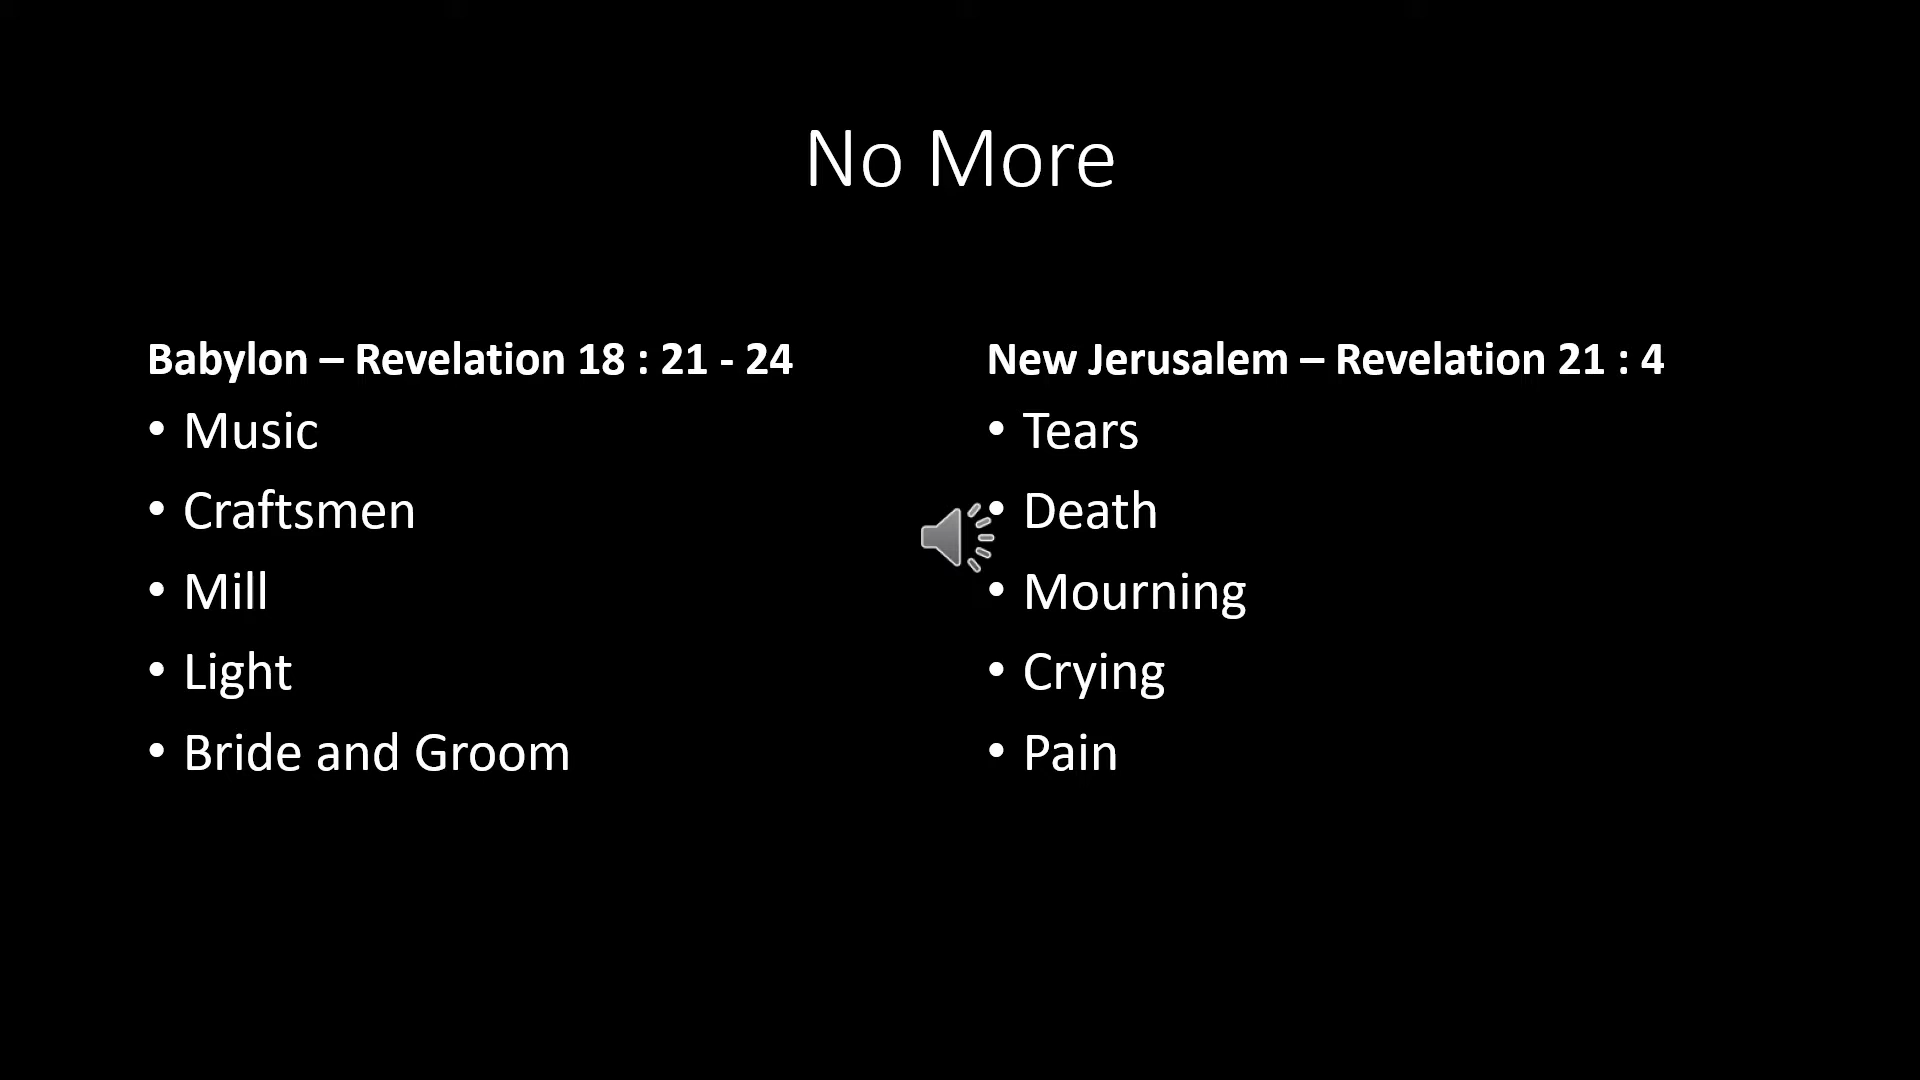 No More
Babylon – Revelation 18 : 21 - 24
• Music
• Craftsmen
• Mill
• Light
• Bride and Groom
New Jerusalem – Revelation 21 : 4
• Tears
• Death
• Mourning
• Crying
• Pain